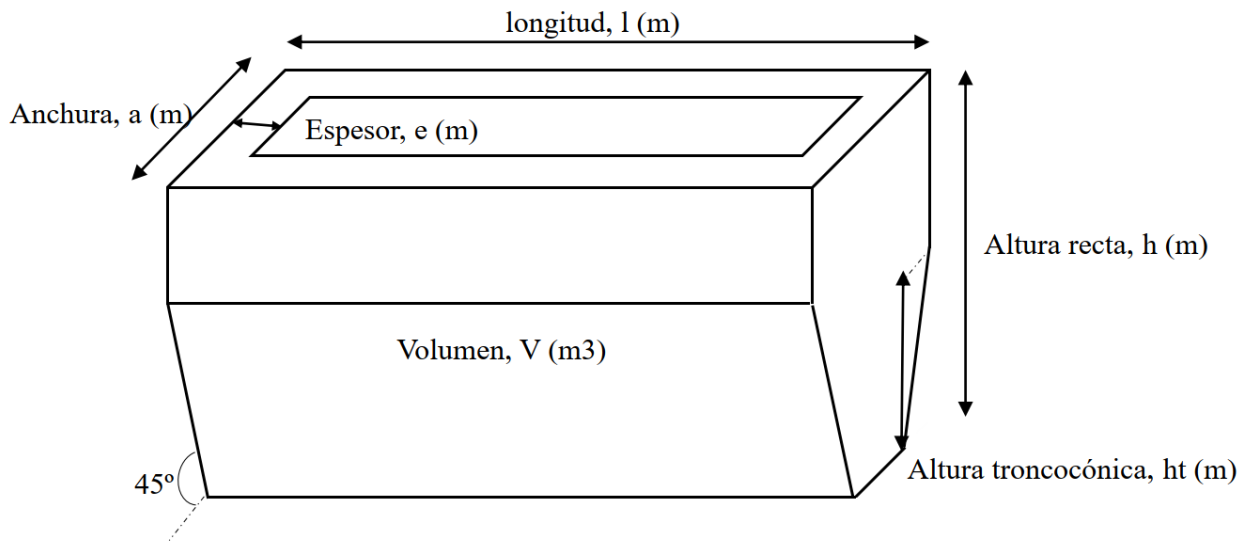 longitud, l (m)
Anchura, a (m)
Espesor, e (m)
Altura recta, h (m)
Volumen, V (m3)
45º
Altura troncocónica, ht (m)